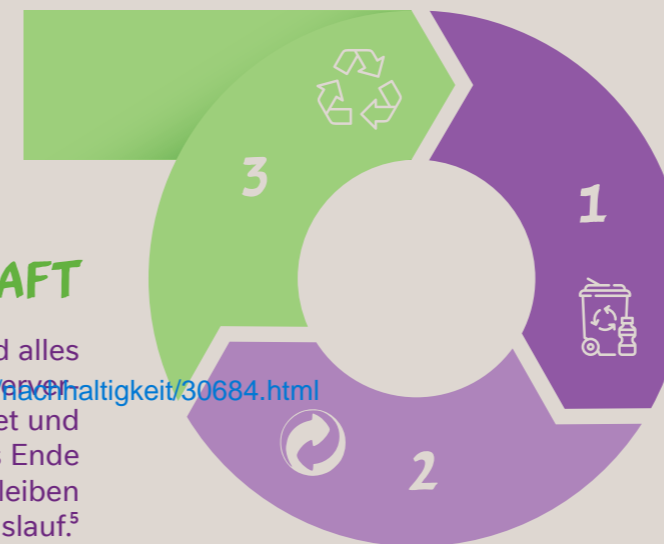 3
1
AFT
d alles
/nachhaltigkeit/30684.html
et und
s Ende
leiben
slauf.⁵
2